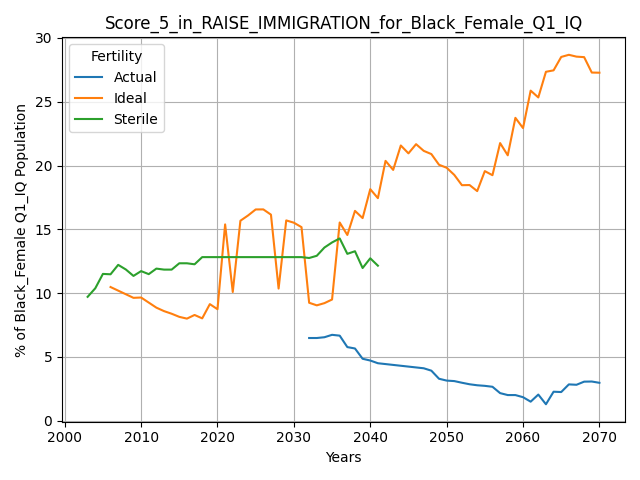 Score_5_in_RAISE_IMMIGRATION_for_Black_Female_Q1_IQ
% of Black_Female Q1_IQ Population
30
25
20
15
10
5
0
Fertility
Actual
Ideal
Sterile
2000 2010 2020 2030 2040 2050 2060 2070
Years